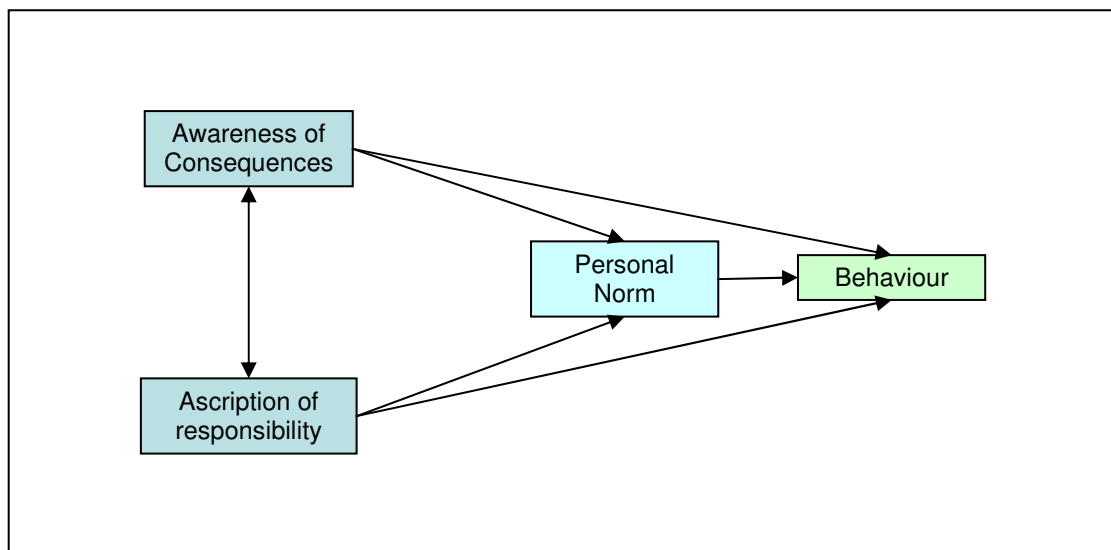 Awareness of
Consequences
Personal
Norm
Behaviour
Ascription of
responsibility